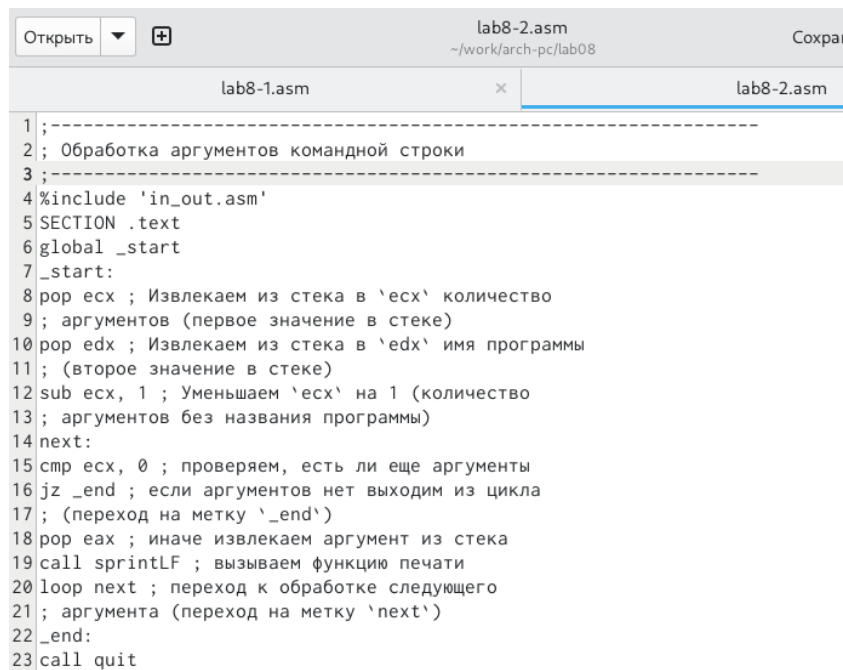 Открыть
lab8-2.asm
~/work/arch-pc/lab08
lab8-1.asm
lab8-2.asm
1 ;-----------------------------------------------------------------
2 ; Обработка аргументов командной строки
3 ;-----------------------------------------------------------------
4 %include 'in_out.asm'
5 SECTION .text
6 global _start
7 _start:
8 pop ecx ; Извлекаем из стека в `ecx` количество
9 ; аргументов (первое значение в стеке)
10 pop edx ; Извлекаем из стека в `edx` имя программы
11 ; (второе значение в стеке)
12 sub ecx, 1 ; Уменьшаем `ecx` на 1 (количество
13 ; аргументов без названия программы)
14 next:
15 cmp ecx, 0 ; проверяем, есть ли еще аргументы
16 jz _end ; если аргументов нет выходим из цикла
17 ; (переход на метку `_end`)
18 pop eax ; иначе извлекаем аргумент из стека
19 call sprintLF ; вызываем функцию печати
20 loop next ; переход к обработке следующего
21 ; аргумента (переход на метку `next`)
22 _end:
23 call quit